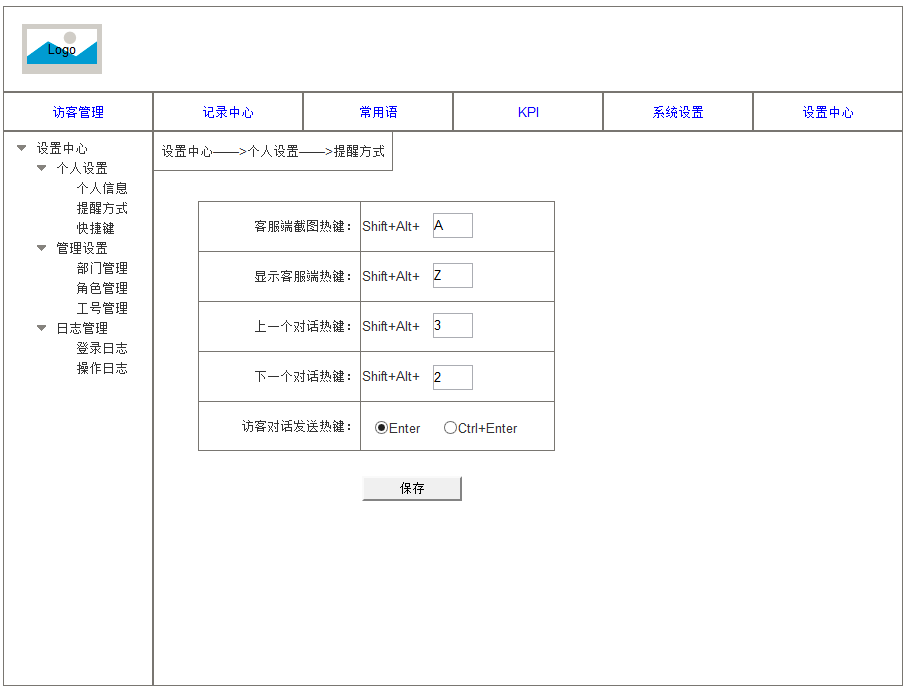 Logo
访客管理 记录中心 常用语 KPI 系统设置 设置中心
设置中心
个人设置
个人信息
提醒方式
快捷键
管理设置
部门管理
角色管理
工号管理
日志管理
登录日志
操作日志
设置中心——>个人设置——>提醒方式
客服端截图热键： Shift+Alt+ A
显示客服端热键： Shift+Alt+ Z
上一个对话热键： Shift+Alt+ 3
下一个对话热键： Shift+Alt+ 2
访客对话发送热键： Enter Ctrl+Enter
保存